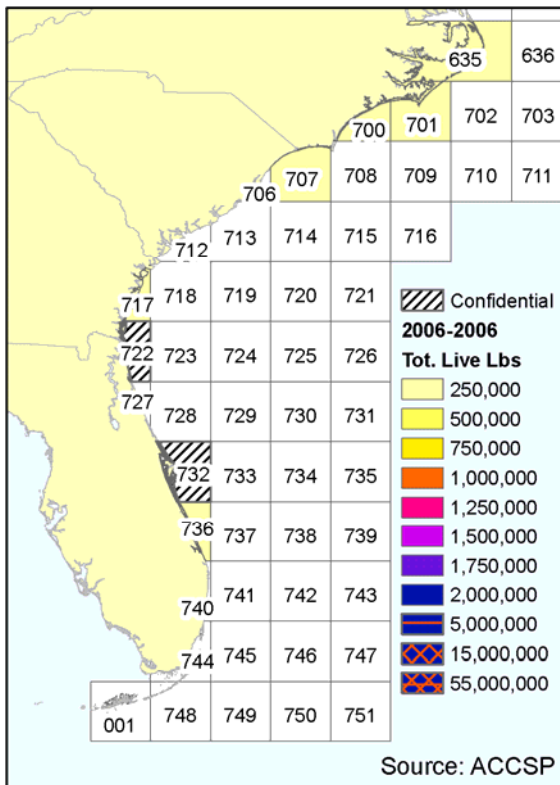 635 636
700 701 702 703
706 707 708 709 710 711
712 713 714 715 716
717 718 719 720 721
722 723 724 725 726
727 728 729 730 731
732 733 734 735
736 737 738 739
740 741 742 743
744 745 746 747
001 748 749 750 751
Confidential
2006-2006
Tot. Live Lbs
250,000
500,000
750,000
1,000,000
1,250,000
1,500,000
1,750,000
2,000,000
5,000,000
15,000,000
55,000,000
Source: ACCSP